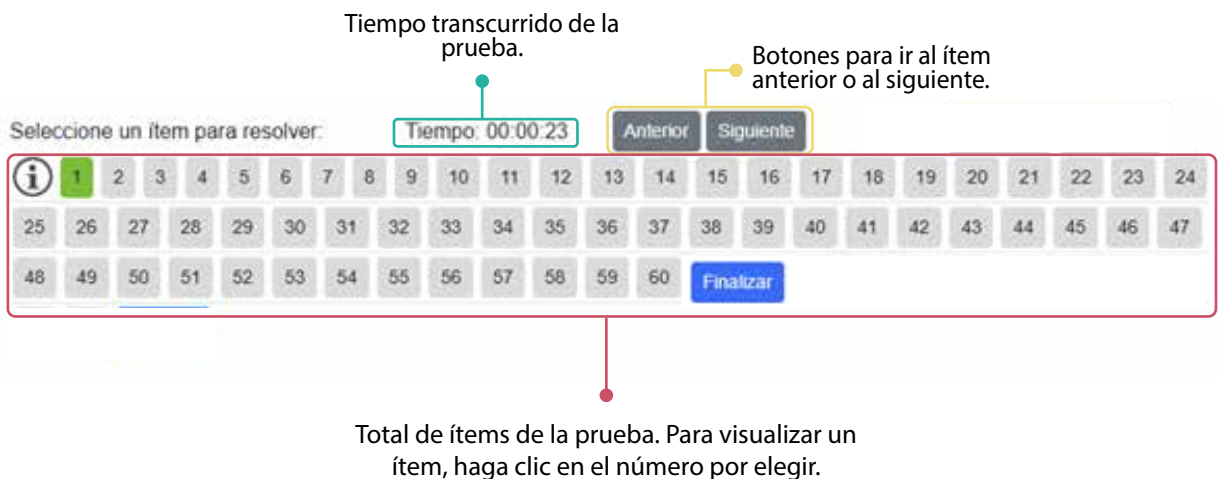 Tiempo transcurrido de la
prueba.
Botones para ir al ítem
anterior o al siguiente.
Seleccione un ítem para resolver:
Tiempo: 00:00:23
Anterior Siguiente
i 1 2 3 4 5 6 7 8 9 10 11 12 13 14 15 16 17 18 19 20 21 22 23 24
25 26 27 28 29 30 31 32 33 34 35 36 37 38 39 40 41 42 43 44 45 46 47
48 49 50 51 52 53 54 55 56 57 58 59 60 Finalizar
Total de ítems de la prueba. Para visualizar un
ítem, haga clic en el número por elegir.